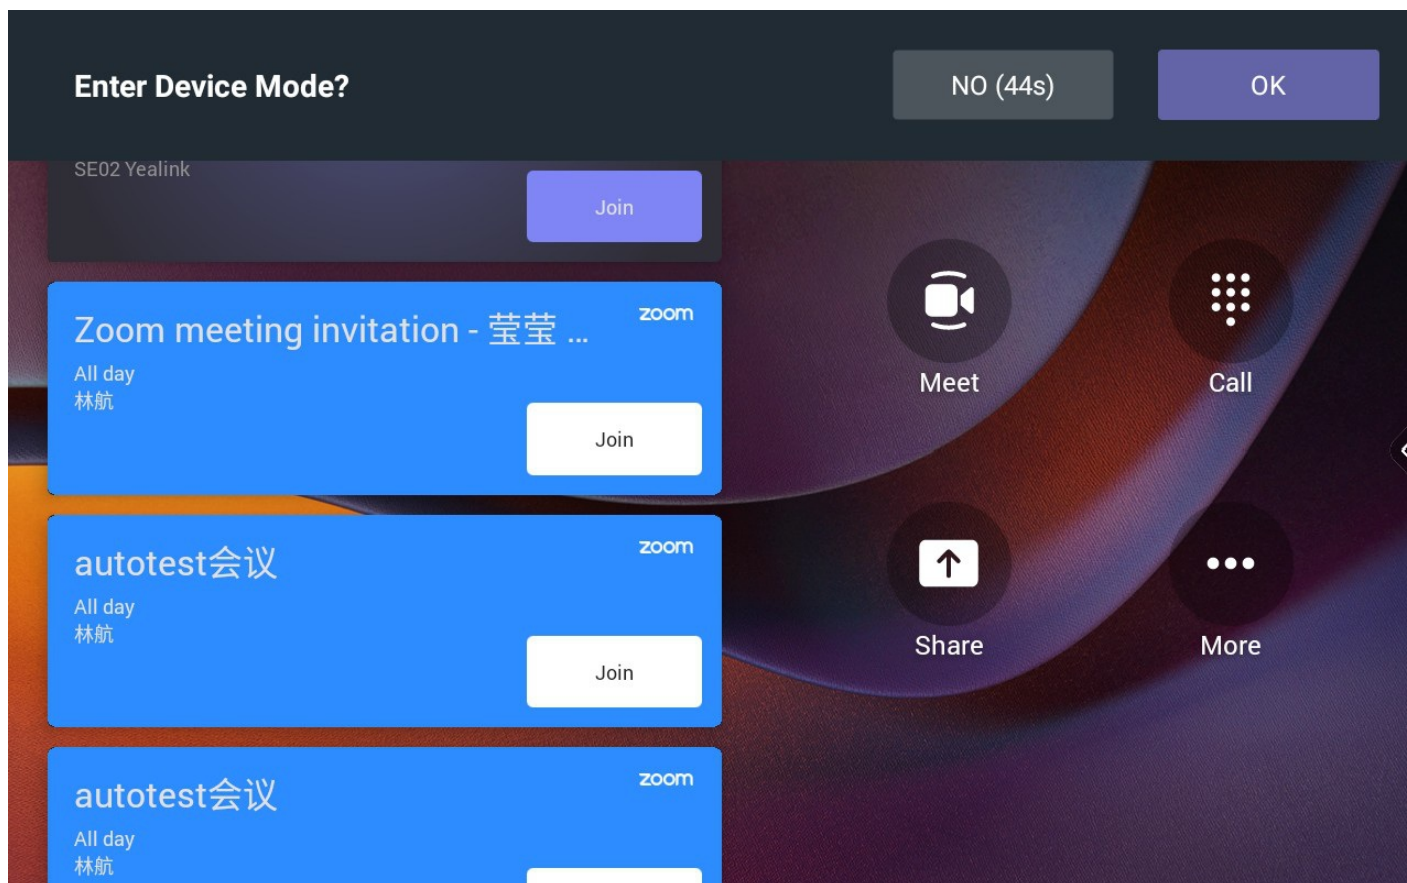 Enter Device Mode?
NO (44s)
OK
SE02 Yealink
Join
Zoom meeting invitation - 莹莹 ...
zoom
All day
林航
Join
autotest会议
zoom
All day
林航
Join
autotest会议
zoom
All day
林航
Meet
Call
Share
More